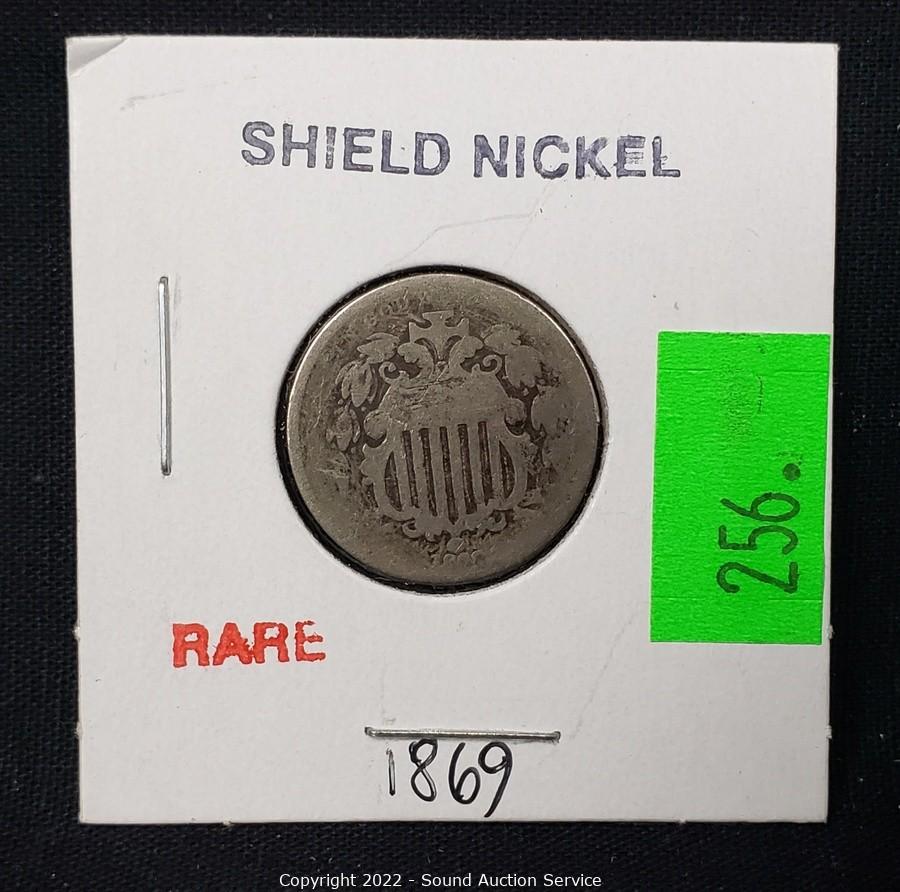 SHIELD NICKEL
256.
RARE
1869
Copyright 2022 - Sound Auction Service